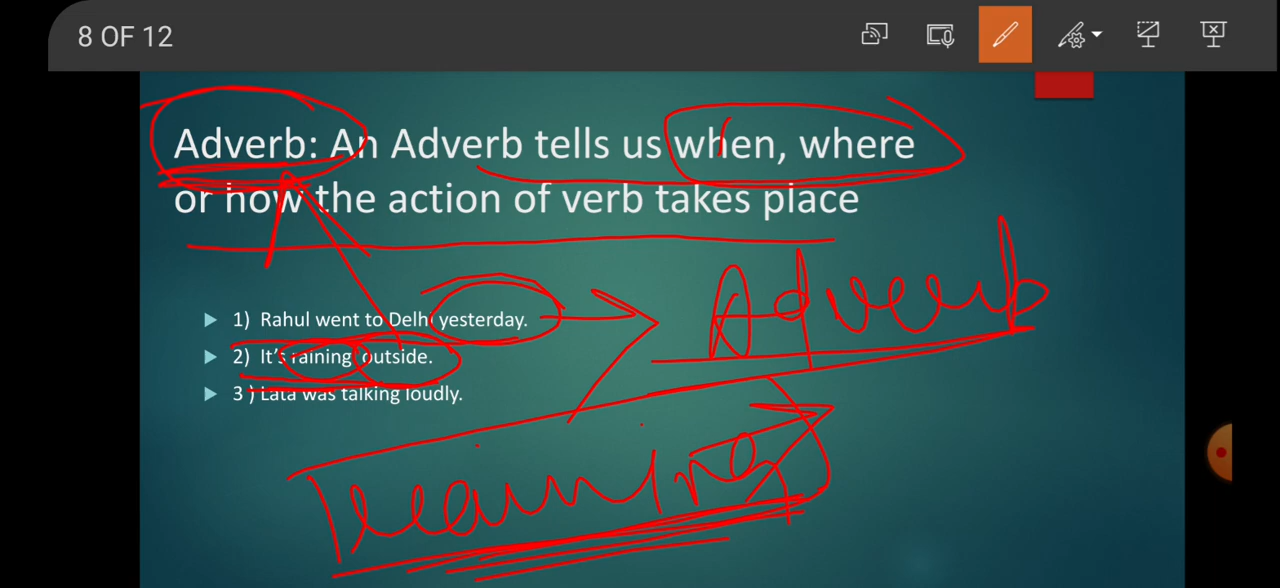 8 OF 12
Adverb: An Adverb tells us when, where
or how the action of verb takes place
1) Rahul went to Delhi yesterday.
Adverb
2) It's raining outside.
3 ) Lata was talking loudly.
raining